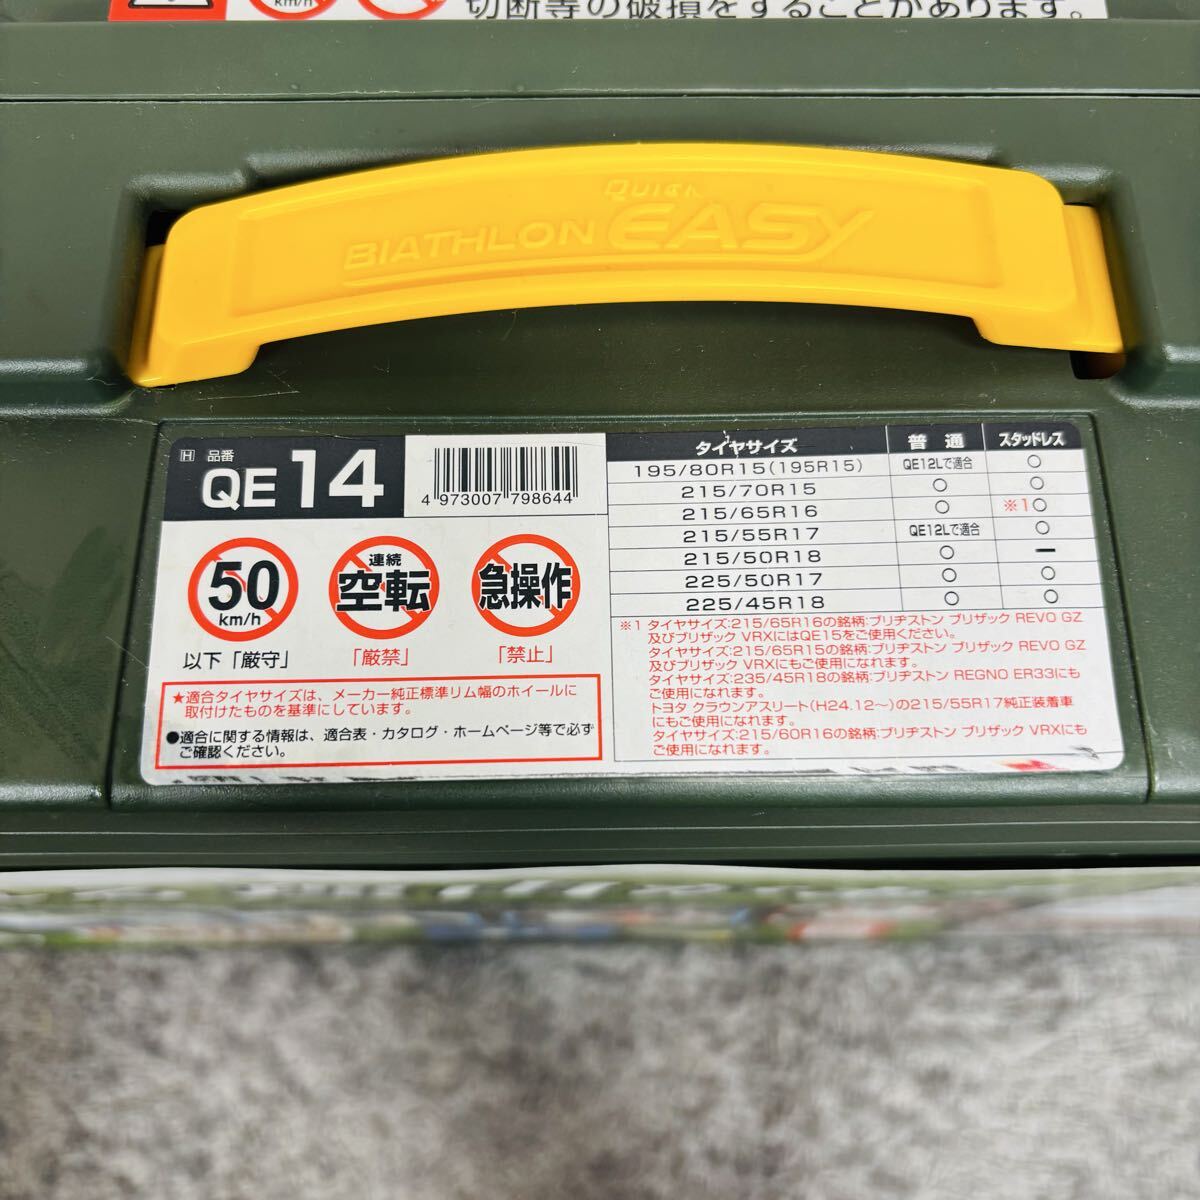 km/h
切断等の破損をすることがあります。
QUICK
BIATHLON EASY
H 品番
QE 14
4 973007 798644
タイヤサイズ 普通 スタッドレス
195/80R15(195R15) QE12Lで適合 ○
215/70R15 ○ ○
215/65R16 ○ ※1○
215/55R17 QE12Lで適合 ○
215/50R18 ○ ー
225/50R17 ○ ○
225/45R18 ○ ○
50 km/h
以下「厳守」
連続
空転
「厳禁」
急操作
「禁止」
★適合タイヤサイズは、メーカー純正標準リム幅のホイールに
取付けたものを基準にしています。
●適合に関する情報は、適合表・カタログ・ホームページ等で必ず
ご確認ください。
※1 タイヤサイズ:215/65R16の銘柄:ブリヂストン ブリザック REVO GZ
及びブリザック VRXにはQE15をご使用ください。
タイヤサイズ:215/65R15の銘柄:ブリヂストン ブリザック REVO GZ
及びブリザック VRXにもご使用になれます。
タイヤサイズ:235/45R18の銘柄:ブリヂストン REGNO ER33にも
ご使用になれます。
トヨタ クラウンアスリート(H24.12〜)の215/55R17純正装着車
にもご使用になれます。
タイヤサイズ:215/60R16の銘柄:ブリヂストン ブリザック VRXにも
ご使用になれます。